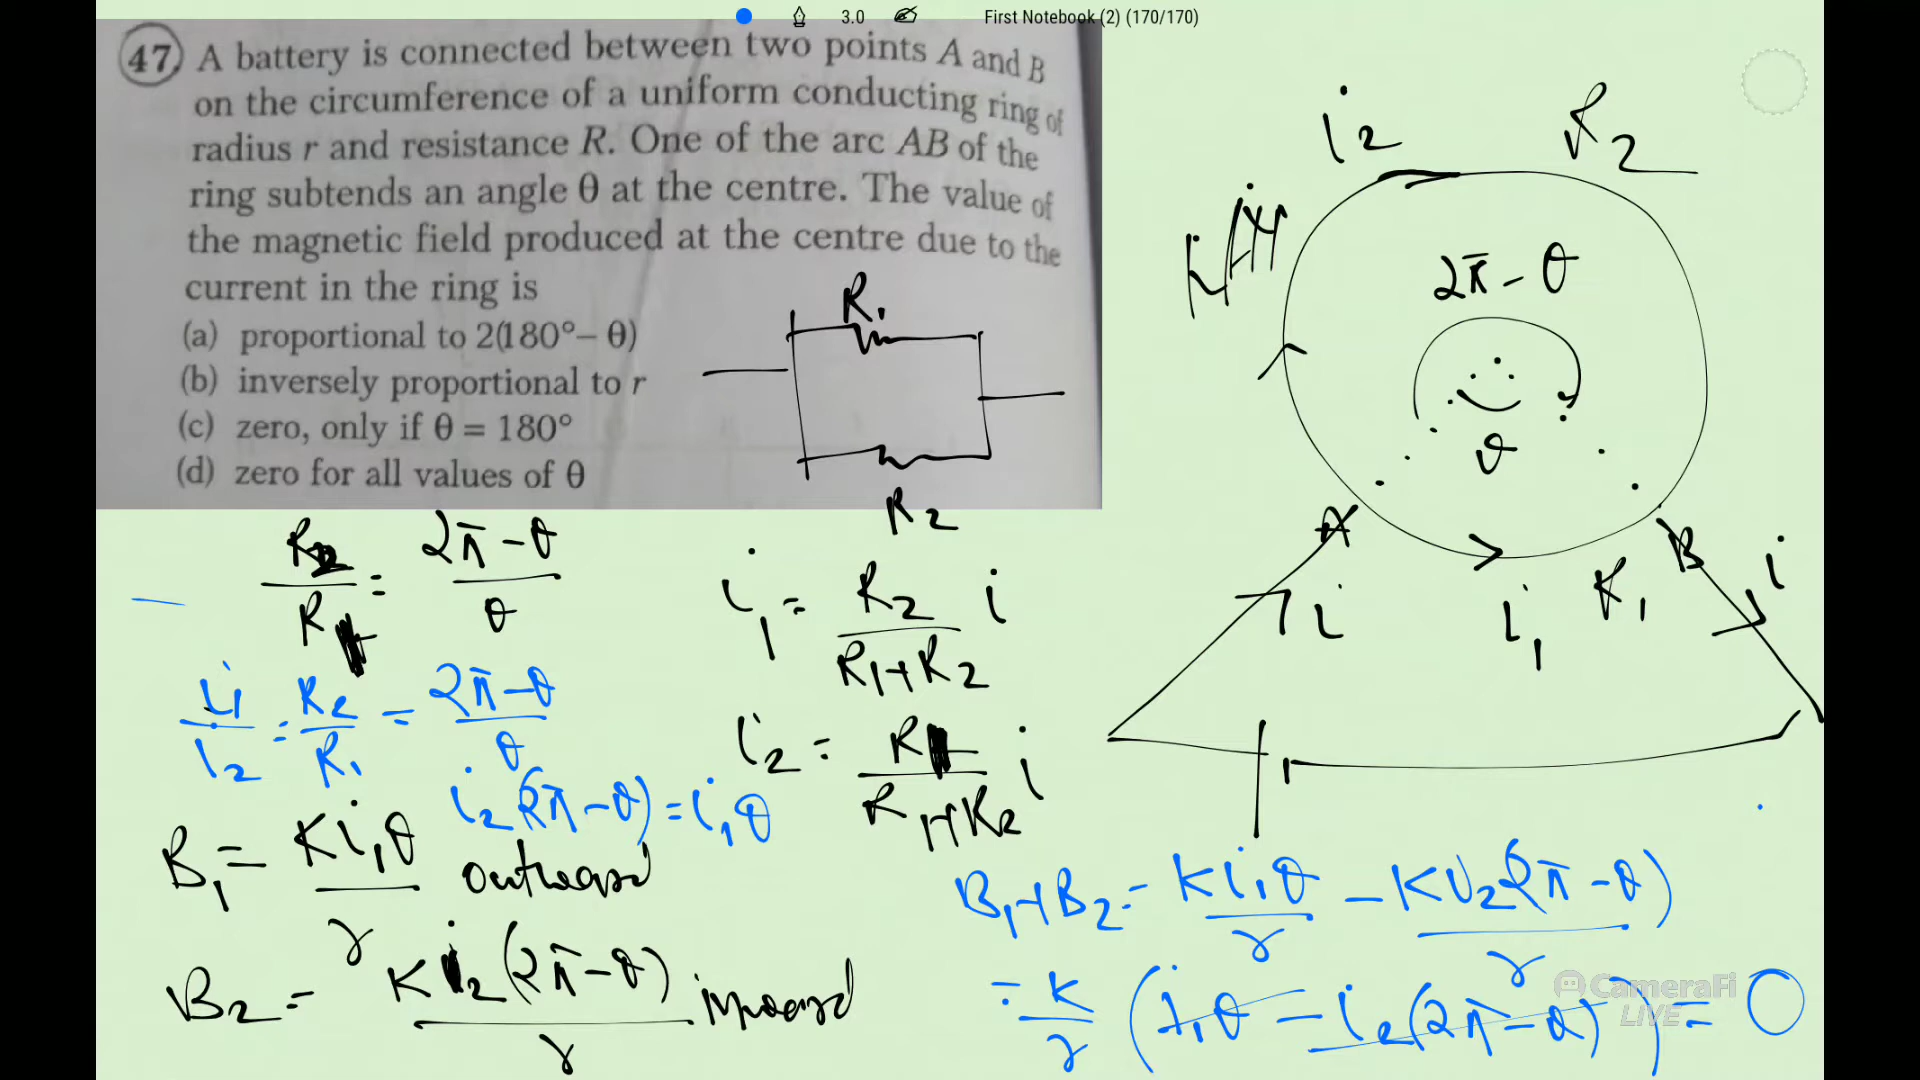 3.0 First Notebook (2) (170/170)
47) A battery is connected between two points A and B
on the circumference of a uniform conducting ring of
radius r and resistance R. One of the arc AB of the
ring subtends an angle θ at the centre. The value of
the magnetic field produced at the centre due to the
current in the ring is
(a) proportional to 2(180°– θ)
(b) inversely proportional to r
(c) zero, only if θ = 180°
(d) zero for all values of θ
R₁
R₂
i₂ R₂
2π - θ
θ
A B
i i₁ R₁ i
R₂/R₁ = (2π - θ)/θ
i₁ = R₂/(R₁+R₂) i
i₁/i₂ = R₂/R₁ = (2π-θ)/θ
i₂ = R₁/(R₁+R₂) i
i₂(2π-θ) = i₁θ
B₁ = Ki₁θ/r outward
B₂ = Ki₂(2π-θ)/r inward
B₁+B₂ = Ki₁θ/r - Ki₂(2π-θ)/r
= K/r (i₁θ - i₂(2π-θ)) = 0
CameraFi
LIVE